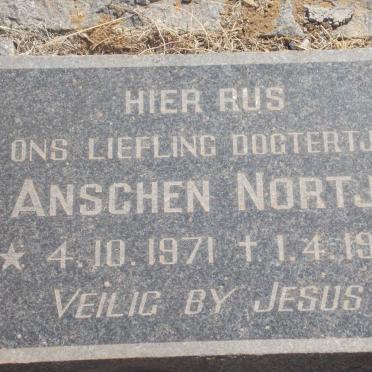 HIER RUS
ONS LIEFLING DOGTERTJ
ANSCHEN NORTJ
★ 4.10.1971 † 1.4.19
VEILIG BY JESUS